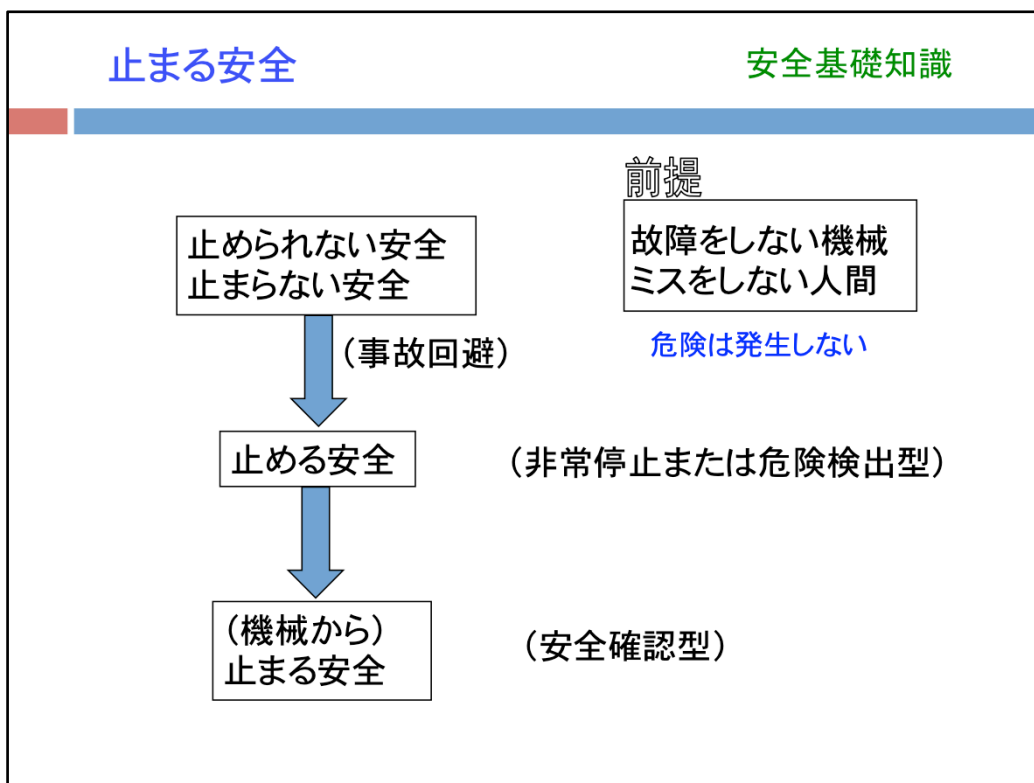 止まる安全
安全基礎知識
前提
止められない安全
止まらない安全
故障をしない機械
ミスをしない人間
危険は発生しない
（事故回避）
止める安全
（非常停止または危険検出型）
（機械から）
止まる安全
（安全確認型）